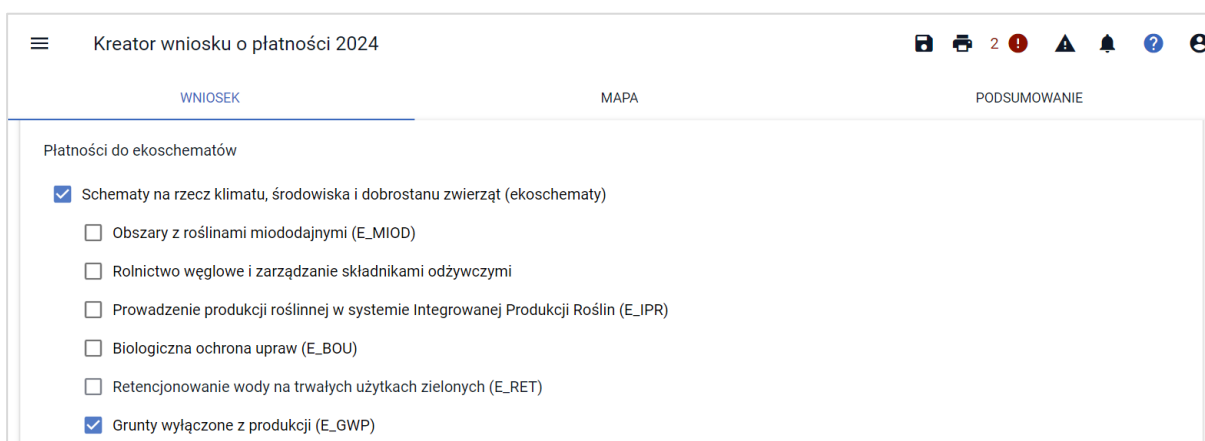 Kreator wniosku o płatności 2024
2
WNIOSEK
MAPA
PODSUMOWANIE
Płatności do ekoschematów
Schematy na rzecz klimatu, środowiska i dobrostanu zwierząt (ekoschematy)
Obszary z roślinami miododajnymi (E_MIOD)
Rolnictwo węglowe i zarządzanie składnikami odżywczymi
Prowadzenie produkcji roślinnej w systemie Integrowanej Produkcji Roślin (E_IPR)
Biologiczna ochrona upraw (E_BOU)
Retencjonowanie wody na trwałych użytkach zielonych (E_RET)
Grunty wyłączone z produkcji (E_GWP)